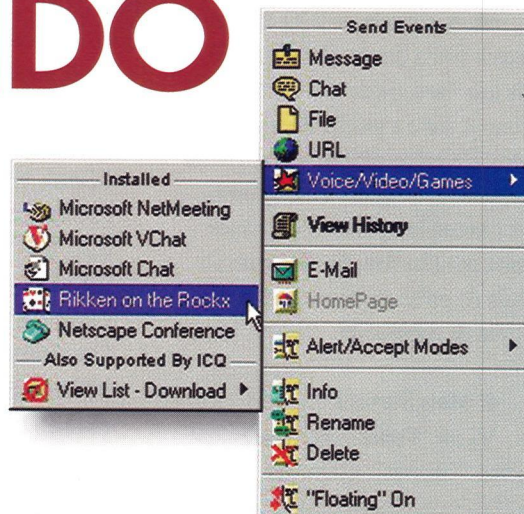 DO
Send Events
Message
Chat
File
URL
Voice/Video/Games
View History
E-Mail
HomePage
Alert/Accept Modes
Info
Rename
Delete
"Floating" On
Installed
Microsoft NetMeeting
Microsoft VChat
Microsoft Chat
Rikken on the Rockx
Netscape Conference
Also Supported By ICQ
View List - Download